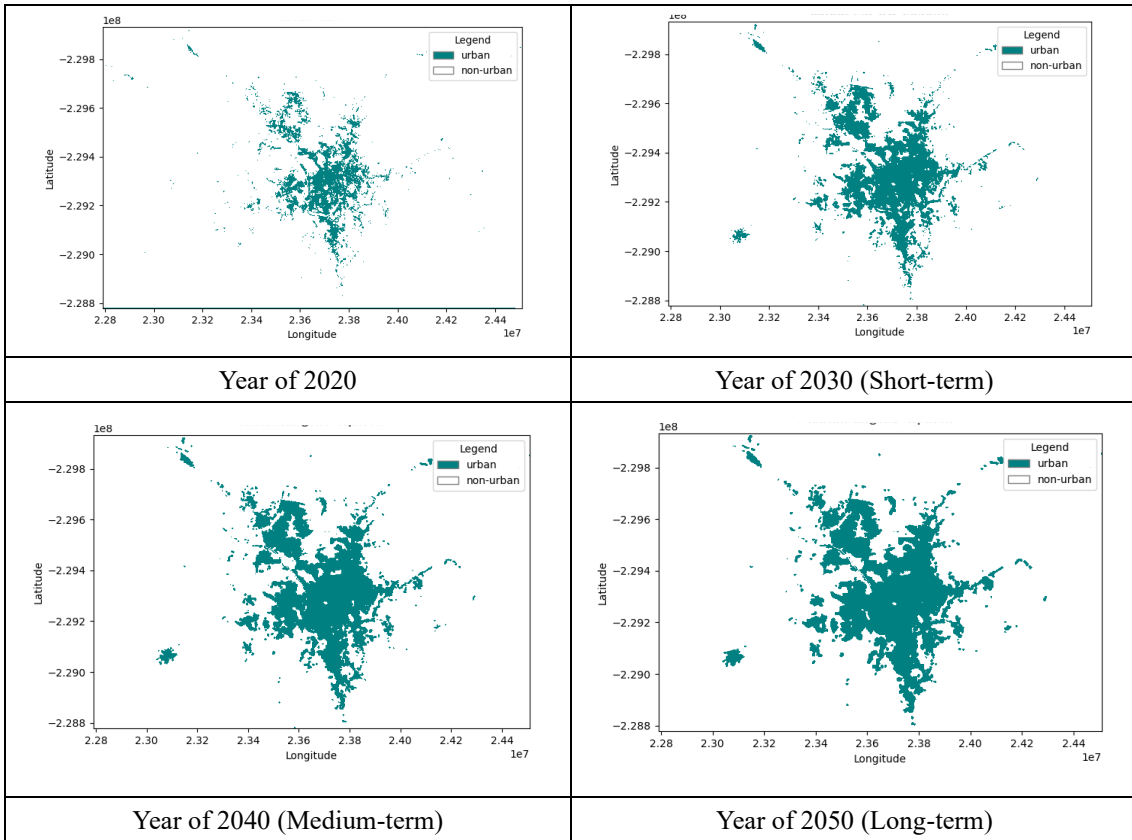 1e8
Legend
urban
non-urban
−2.298
−2.296
−2.294
−2.292
−2.290
−2.288
Latitude
2.28 2.30 2.32 2.34 2.36 2.38 2.40 2.42 2.44
Longitude
1e7
Year of 2020
1e8
Legend
urban
non-urban
−2.298
−2.296
−2.294
−2.292
−2.290
−2.288
Latitude
2.28 2.30 2.32 2.34 2.36 2.38 2.40 2.42 2.44
Longitude
1e7
Year of 2030 (Short-term)
1e8
Legend
urban
non-urban
−2.298
−2.296
−2.294
−2.292
−2.290
−2.288
Latitude
2.28 2.30 2.32 2.34 2.36 2.38 2.40 2.42 2.44
Longitude
1e7
Year of 2040 (Medium-term)
1e8
Legend
urban
non-urban
−2.298
−2.296
−2.294
−2.292
−2.290
−2.288
Latitude
2.28 2.30 2.32 2.34 2.36 2.38 2.40 2.42 2.44
Longitude
1e7
Year of 2050 (Long-term)